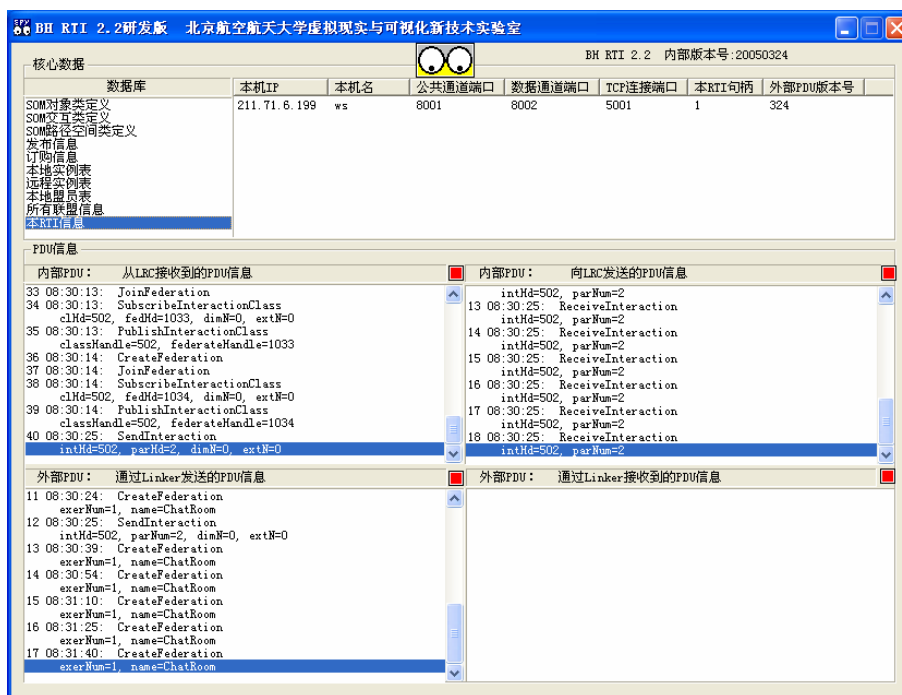 BH RTI 2.2研发版 北京航空航天大学虚拟现实与可视化新技术实验室
BH RTI 2.2 内部版本号:20050324
核心数据
数据库
SOM对象类定义
SOM交互类定义
SOM路径空间类定义
发布信息
订购信息
本地实例表
远程实例表
本地盟员表
所有联盟信息
本RTI信息
本机IP 本机名 公共通道端口 数据通道端口 TCP连接端口 本RTI句柄 外部PDU版本号
211.71.6.199 ws 8001 8002 5001 1 324
PDU信息
内部PDU： 从LRC接收到的PDU信息
33 08:30:13: JoinFederation
34 08:30:13: SubscribeInteractionClass
clHd=502, fedHd=1033, dimN=0, extN=0
35 08:30:13: PublishInteractionClass
classHandle=502, federateHandle=1033
36 08:30:14: CreateFederation
37 08:30:14: JoinFederation
38 08:30:14: SubscribeInteractionClass
clHd=502, fedHd=1034, dimN=0, extN=0
39 08:30:14: PublishInteractionClass
classHandle=502, federateHandle=1034
40 08:30:25: SendInteraction
intHd=502, parHd=2, dimN=0, extN=0
内部PDU： 向LRC发送的PDU信息
intHd=502, parNum=2
13 08:30:25: ReceiveInteraction
intHd=502, parNum=2
14 08:30:25: ReceiveInteraction
intHd=502, parNum=2
15 08:30:25: ReceiveInteraction
intHd=502, parNum=2
16 08:30:25: ReceiveInteraction
intHd=502, parNum=2
17 08:30:25: ReceiveInteraction
intHd=502, parNum=2
18 08:30:25: ReceiveInteraction
intHd=502, parNum=2
外部PDU： 通过Linker发送的PDU信息
11 08:30:24: CreateFederation
exerNum=1, name=ChatRoom
12 08:30:25: SendInteraction
intHd=502, parNum=2, dimN=0, extN=0
13 08:30:39: CreateFederation
exerNum=1, name=ChatRoom
14 08:30:54: CreateFederation
exerNum=1, name=ChatRoom
15 08:31:10: CreateFederation
exerNum=1, name=ChatRoom
16 08:31:25: CreateFederation
exerNum=1, name=ChatRoom
17 08:31:40: CreateFederation
exerNum=1, name=ChatRoom
外部PDU： 通过Linker接收到的PDU信息